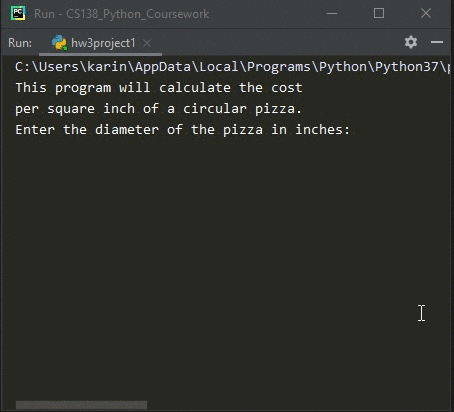 PC
Run - CS138_Python_Coursework
Run: hw3project1
C:\Users\karin\AppData\Local\Programs\Python\Python37\
This program will calculate the cost
per square inch of a circular pizza.
Enter the diameter of the pizza in inches: